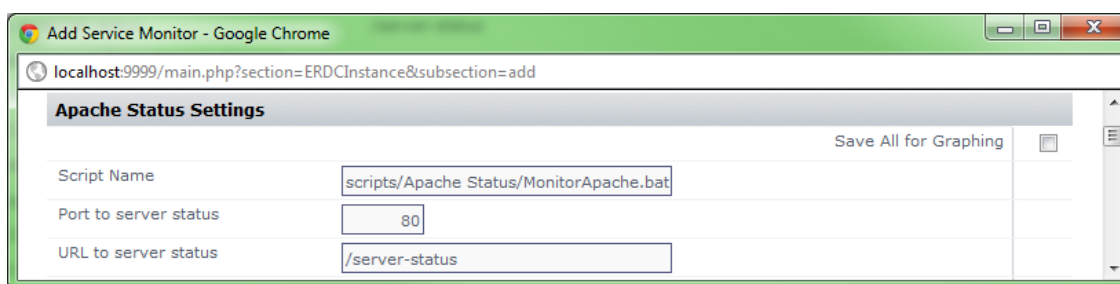 Add Service Monitor - Google Chrome
localhost:9999/main.php?section=ERDCInstance&subsection=add
Apache Status Settings
Save All for Graphing
Script Name scripts/Apache Status/MonitorApache.bat
Port to server status 80
URL to server status /server-status